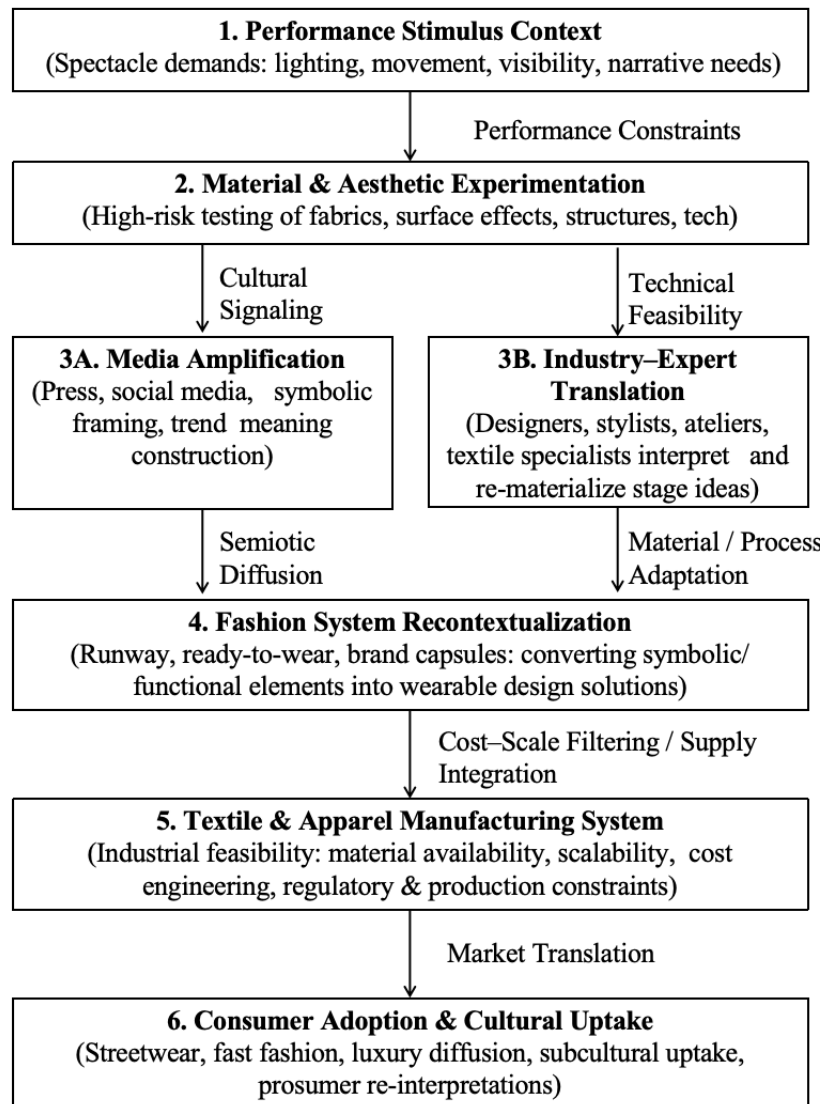 1. Performance Stimulus Context
(Spectacle demands: lighting, movement, visibility, narrative needs)
Performance Constraints
2. Material & Aesthetic Experimentation
(High-risk testing of fabrics, surface effects, structures, tech)
Cultural
Signaling
Technical
Feasibility
3A. Media Amplification
(Press, social media, symbolic
framing, trend meaning
construction)
3B. Industry–Expert
Translation
(Designers, stylists, ateliers,
textile specialists interpret and
re-materialize stage ideas)
Semiotic
Diffusion
Material / Process
Adaptation
4. Fashion System Recontextualization
(Runway, ready-to-wear, brand capsules: converting symbolic/
functional elements into wearable design solutions)
Cost–Scale Filtering / Supply
Integration
5. Textile & Apparel Manufacturing System
(Industrial feasibility: material availability, scalability, cost
engineering, regulatory & production constraints)
Market Translation
6. Consumer Adoption & Cultural Uptake
(Streetwear, fast fashion, luxury diffusion, subcultural uptake,
prosumer re-interpretations)